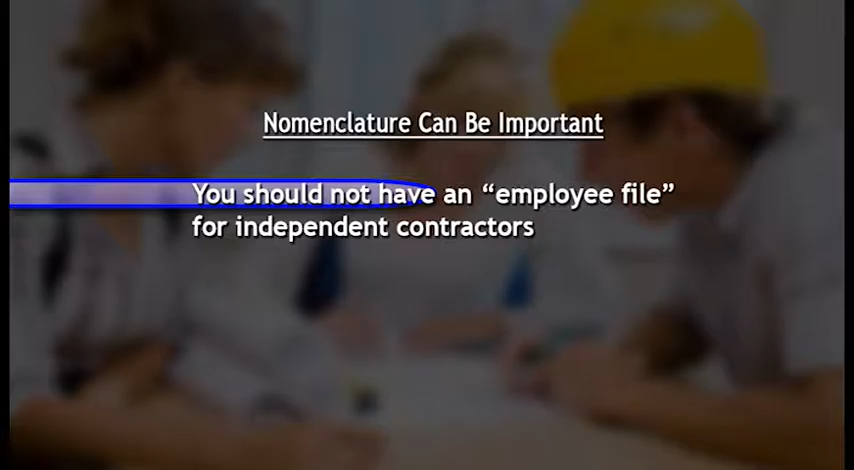 Nomenclature Can Be Important
You should not have an “employee file”
for independent contractors